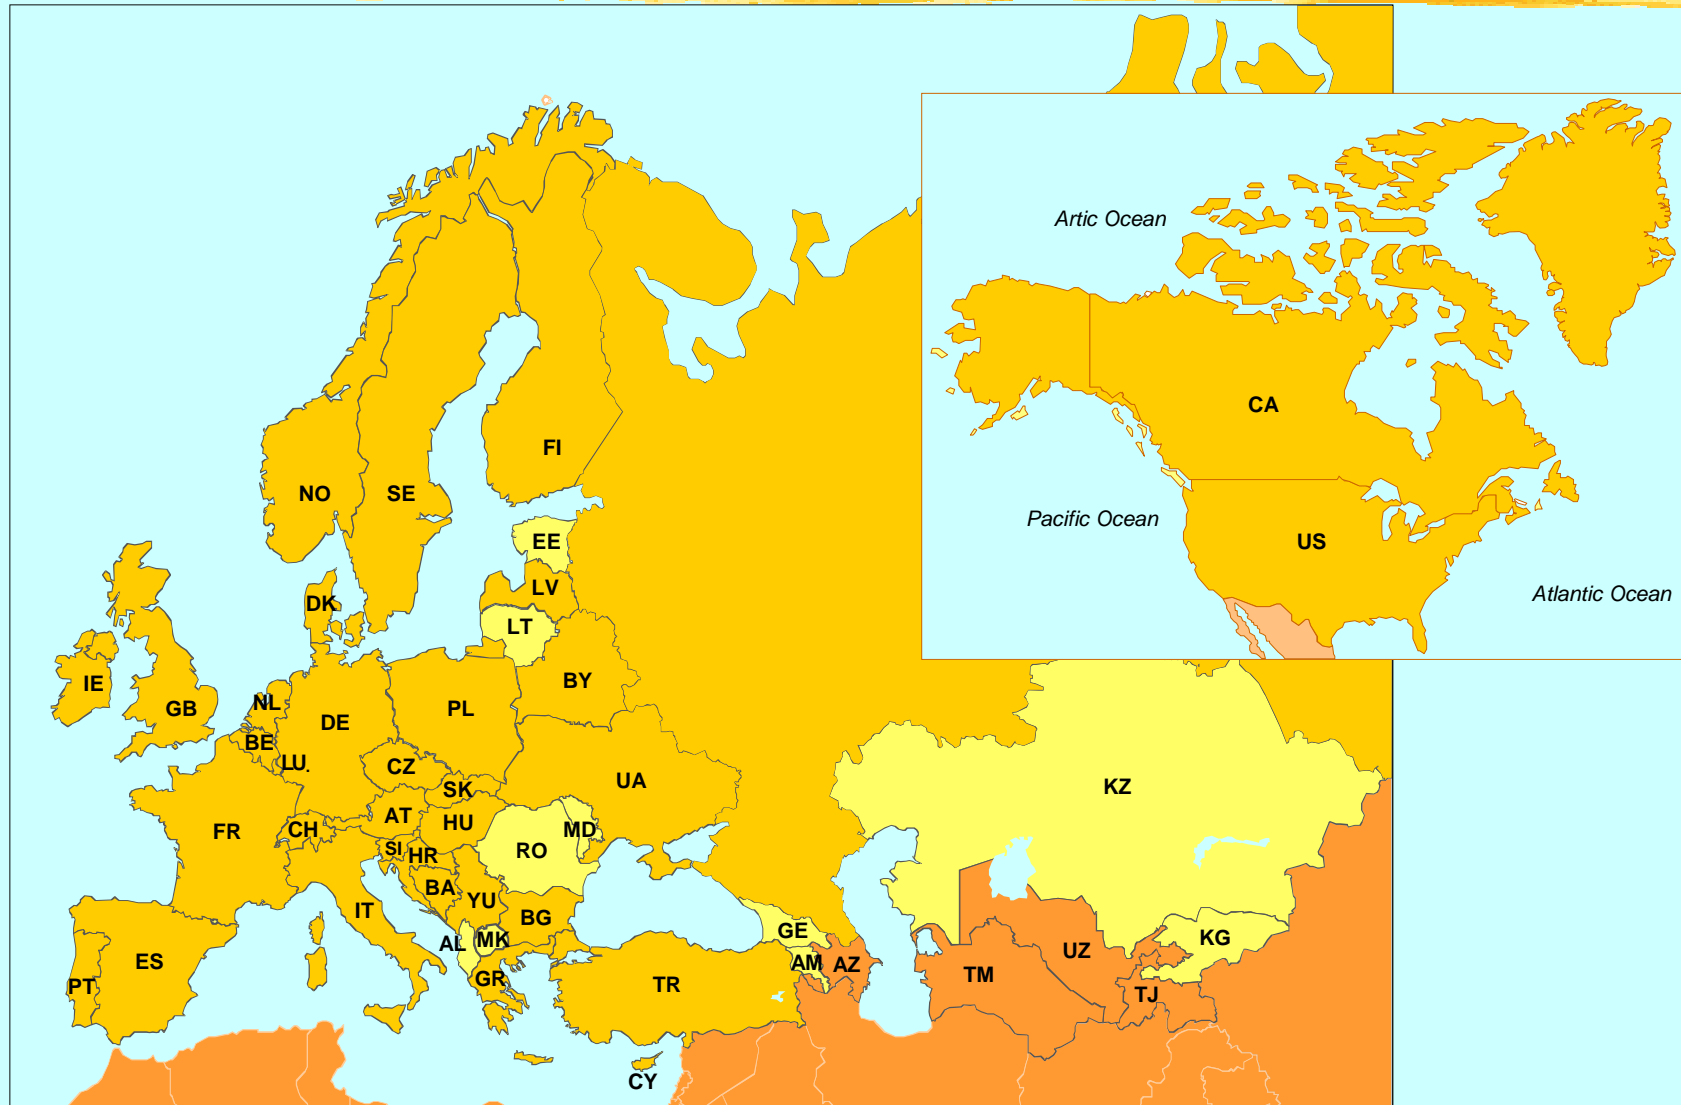 Artic Ocean
CA
Pacific Ocean
US
Atlantic Ocean
FI
NO
SE
EE
LV
DK
LT
IE
GB
NL
BY
DE
PL
BE
LU.
CZ
SK
UA
KZ
AT
HU
FR
CH
MD
SI
HR
RO
BA
YU
IT
BG
AL
MK
GE
KG
ES
PT
GR
TR
AM
AZ
UZ
TM
TJ
CY